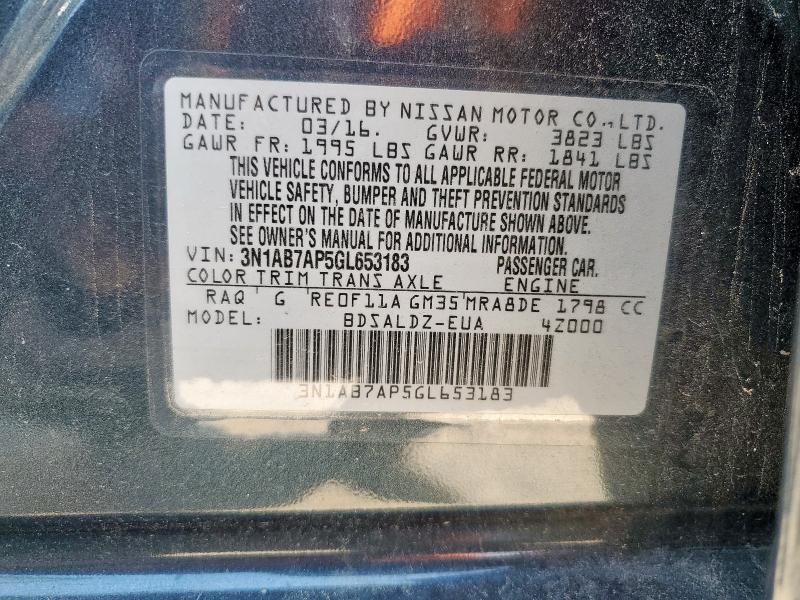 MANUFACTURED BY NISSAN MOTOR CO., LTD.
DATE: 03/16. GVWR: 3823 LBS
GAWR FR: 1995 LBS GAWR RR: 1841 LBS
THIS VEHICLE CONFORMS TO ALL APPLICABLE FEDERAL MOTOR
VEHICLE SAFETY, BUMPER AND THEFT PREVENTION STANDARDS
IN EFFECT ON THE DATE OF MANUFACTURE SHOWN ABOVE.
SEE OWNER'S MANUAL FOR ADDITIONAL INFORMATION.
VIN: 3N1AB7AP5GL653183 PASSENGER CAR.
COLOR TRIM TRANS AXLE ENGINE
RAQ G RE0F11A GM35 MRA8DE 1798 CC
MODEL: BDSALDZ-EUA 4Z000
3N1AB7AP5GL653183